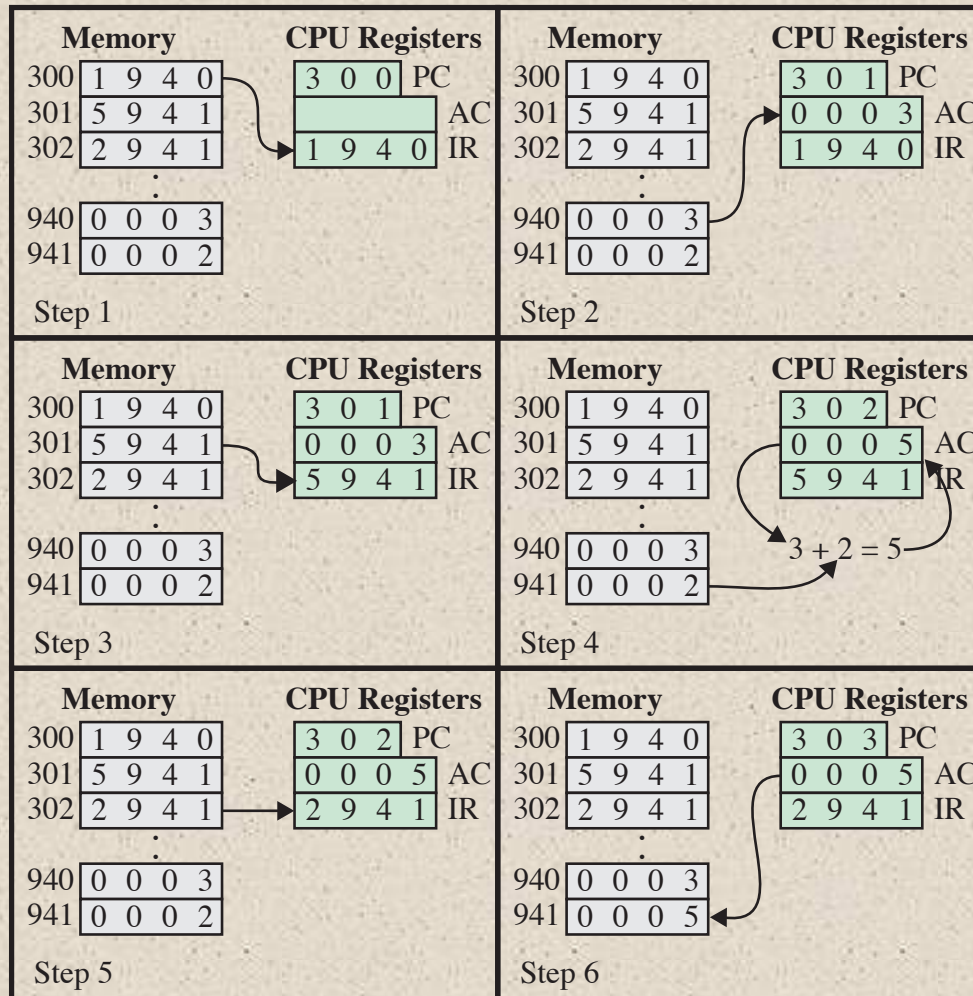 Memory CPU Registers
300 1 9 4 0 3 0 0 PC
301 5 9 4 1 AC
302 2 9 4 1 1 9 4 0 IR
:
940 0 0 0 3
941 0 0 0 2
Step 1
Memory CPU Registers
300 1 9 4 0 3 0 1 PC
301 5 9 4 1 0 0 0 3 AC
302 2 9 4 1 1 9 4 0 IR
:
940 0 0 0 3
941 0 0 0 2
Step 2
Memory CPU Registers
300 1 9 4 0 3 0 1 PC
301 5 9 4 1 0 0 0 3 AC
302 2 9 4 1 5 9 4 1 IR
:
940 0 0 0 3
941 0 0 0 2
Step 3
Memory CPU Registers
300 1 9 4 0 3 0 2 PC
301 5 9 4 1 0 0 0 5 AC
302 2 9 4 1 5 9 4 1 IR
:
940 0 0 0 3 3 + 2 = 5
941 0 0 0 2
Step 4
Memory CPU Registers
300 1 9 4 0 3 0 2 PC
301 5 9 4 1 0 0 0 5 AC
302 2 9 4 1 2 9 4 1 IR
:
940 0 0 0 3
941 0 0 0 2
Step 5
Memory CPU Registers
300 1 9 4 0 3 0 3 PC
301 5 9 4 1 0 0 0 5 AC
302 2 9 4 1 2 9 4 1 IR
:
940 0 0 0 3
941 0 0 0 5
Step 6